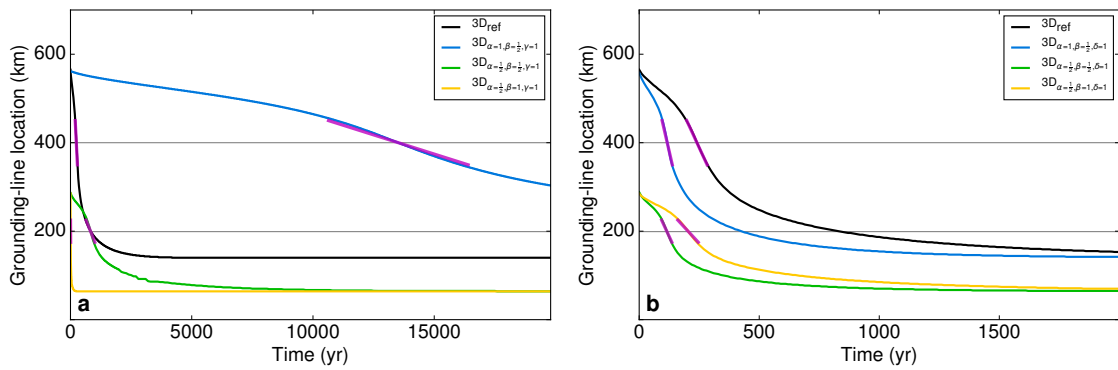 600
400
200
0
5000
10000
15000
Grounding-line location (km)
Time (yr)
a
3D_ref
3D_α=1,β=1/2,γ=1
3D_α=1/2,β=1/2,γ=1
3D_α=1/2,β=1,γ=1
600
400
200
0
500
1000
1500
Grounding-line location (km)
Time (yr)
b
3D_ref
3D_α=1,β=1/2,δ=1
3D_α=1/2,β=1/2,δ=1
3D_α=1/2,β=1,δ=1